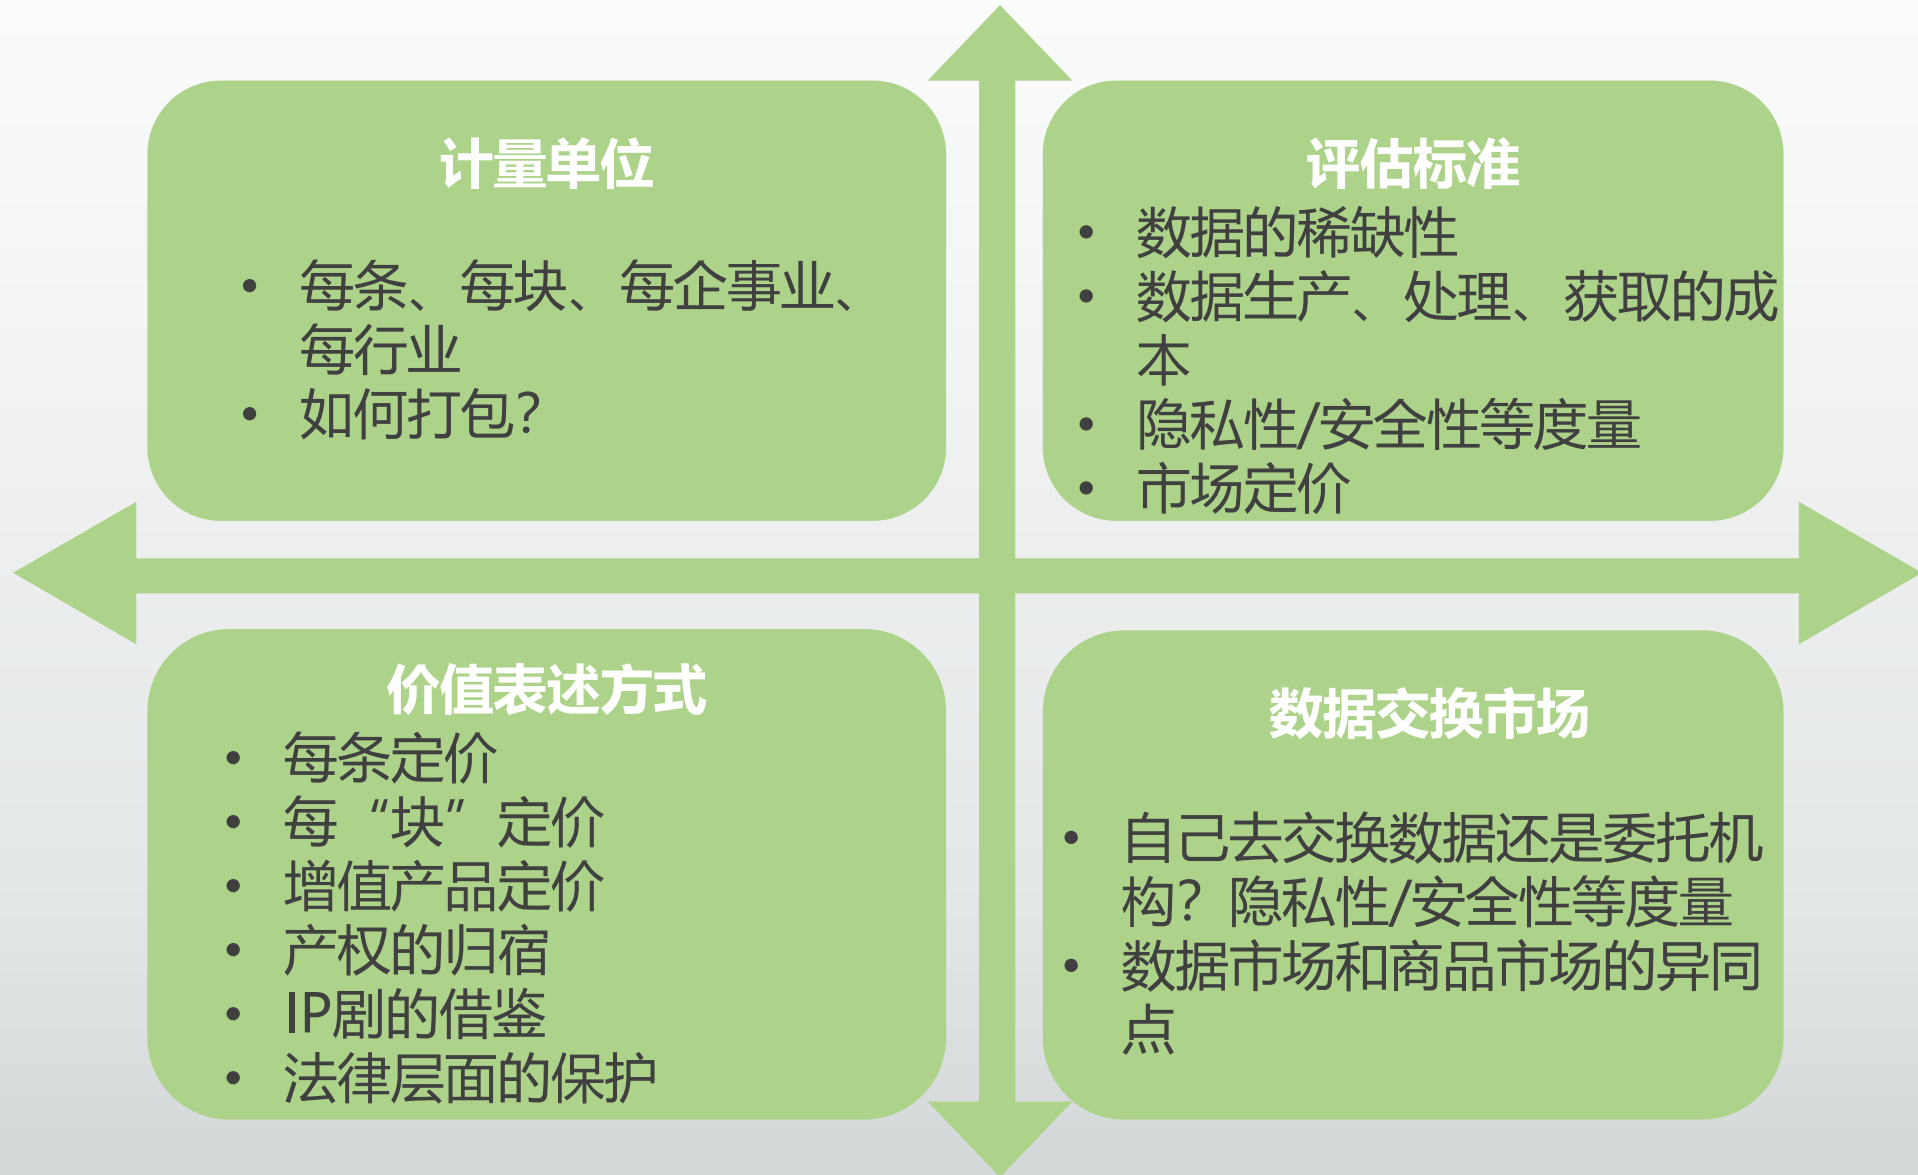 计量单位
• 每条、每块、每企事业、
每行业
• 如何打包？
评估标准
• 数据的稀缺性
• 数据生产、处理、获取的成
本
• 隐私性/安全性等度量
• 市场定价
价值表述方式
• 每条定价
• 每“块”定价
• 增值产品定价
• 产权的归宿
• IP剧的借鉴
• 法律层面的保护
数据交换市场
• 自己去交换数据还是委托机
构？隐私性/安全性等度量
• 数据市场和商品市场的异同
点